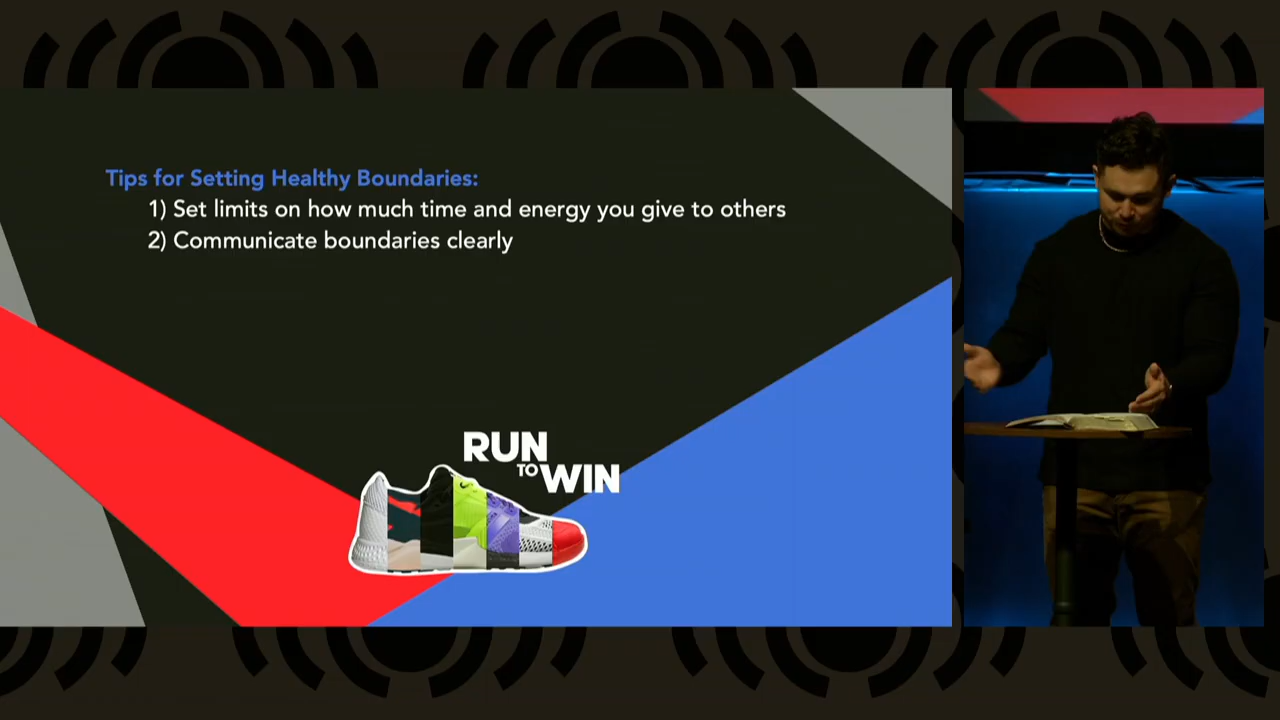 Tips for Setting Healthy Boundaries:
1) Set limits on how much time and energy you give to others
2) Communicate boundaries clearly
RUN
TO WIN